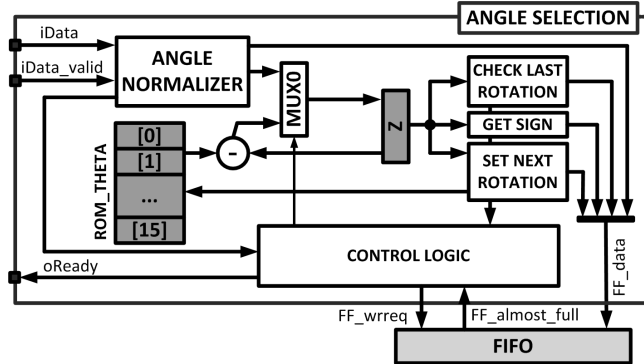 ANGLE SELECTION
iData
iData_valid
ANGLE
NORMALIZER
MUX0
Z
CHECK LAST
ROTATION
GET SIGN
SET NEXT
ROTATION
ROM_THETA
[0]
[1]
...
[15]
-
CONTROL LOGIC
oReady
FF_wrreq
FF_almost_full
FF_data
FIFO